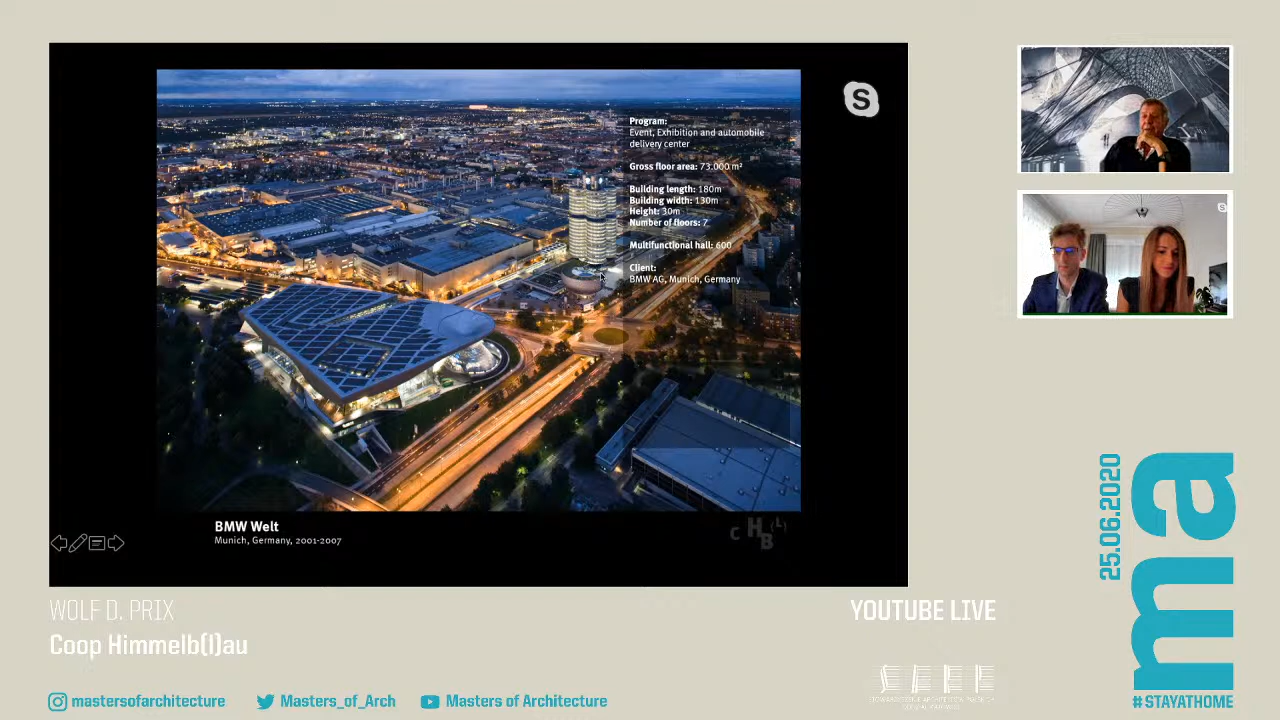 S
Program:
Event, Exhibition and automobile
delivery center
Gross floor area: 73.000 m²
Building length: 180m
Building width: 130m
Height: 30m
Number of floors: 7
Multifunctional hall: 600
Client:
BMW AG, Munich, Germany
BMW Welt
Munich, Germany, 2001-2007
C H B (L)
WOLF D. PRIX
Coop Himmelb(l)au
YOUTUBE LIVE
mastersofarchitecture
Masters_of_Arch
Masters of Architecture
25.06.2020
ma
#STAYATHOME